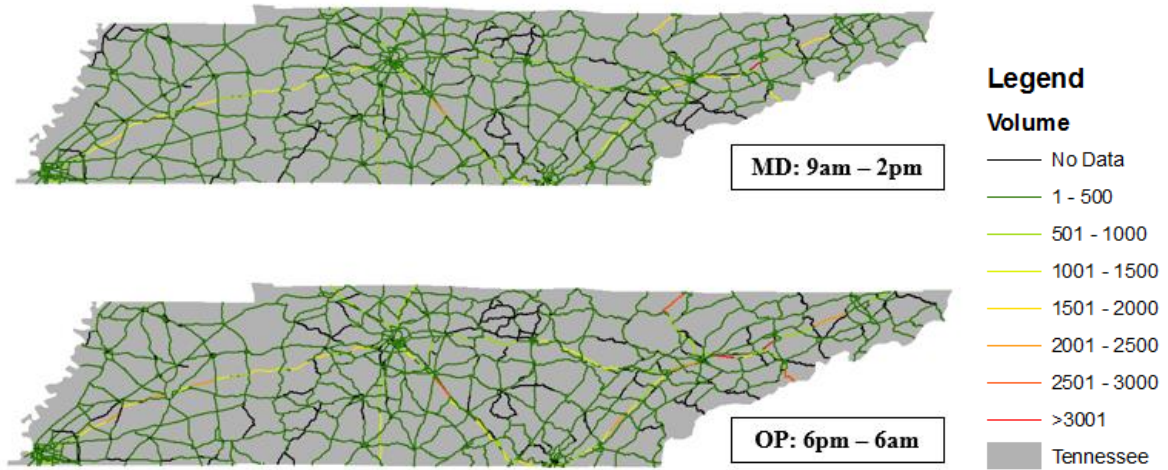 MD: 9am – 2pm
OP: 6pm – 6am
Legend
Volume
No Data
1 - 500
501 - 1000
1001 - 1500
1501 - 2000
2001 - 2500
2501 - 3000
>3001
Tennessee